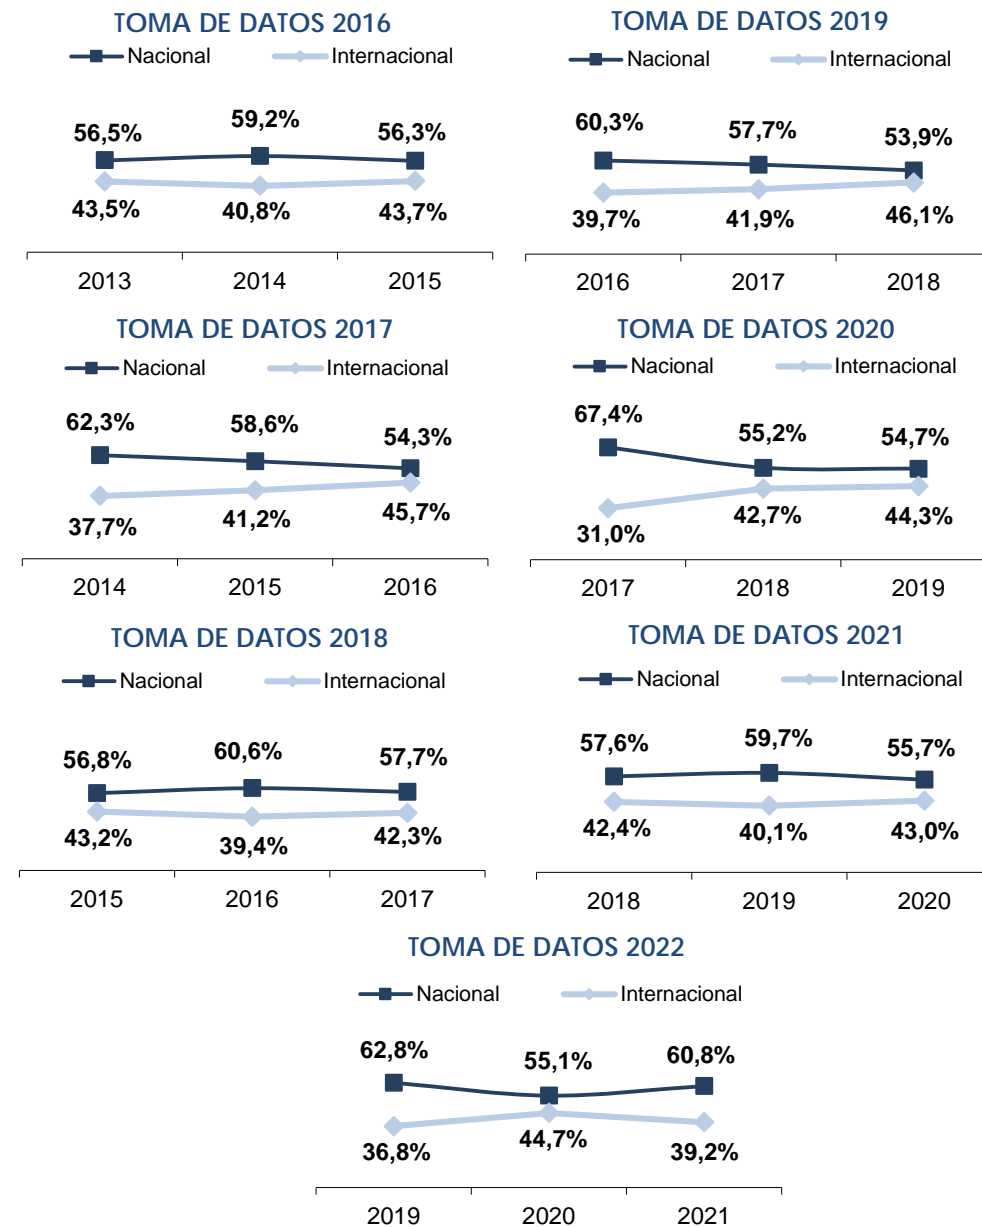 TOMA DE DATOS 2016
Nacional Internacional
56,5% 59,2% 56,3%
43,5% 40,8% 43,7%
2013 2014 2015
TOMA DE DATOS 2019
Nacional Internacional
60,3% 57,7% 53,9%
39,7% 41,9% 46,1%
2016 2017 2018
TOMA DE DATOS 2017
Nacional Internacional
62,3% 58,6% 54,3%
37,7% 41,2% 45,7%
2014 2015 2016
TOMA DE DATOS 2020
Nacional Internacional
67,4% 55,2% 54,7%
31,0% 42,7% 44,3%
2017 2018 2019
TOMA DE DATOS 2018
Nacional Internacional
56,8% 60,6% 57,7%
43,2% 39,4% 42,3%
2015 2016 2017
TOMA DE DATOS 2021
Nacional Internacional
57,6% 59,7% 55,7%
42,4% 40,1% 43,0%
2018 2019 2020
TOMA DE DATOS 2022
Nacional Internacional
62,8% 55,1% 60,8%
36,8% 44,7% 39,2%
2019 2020 2021